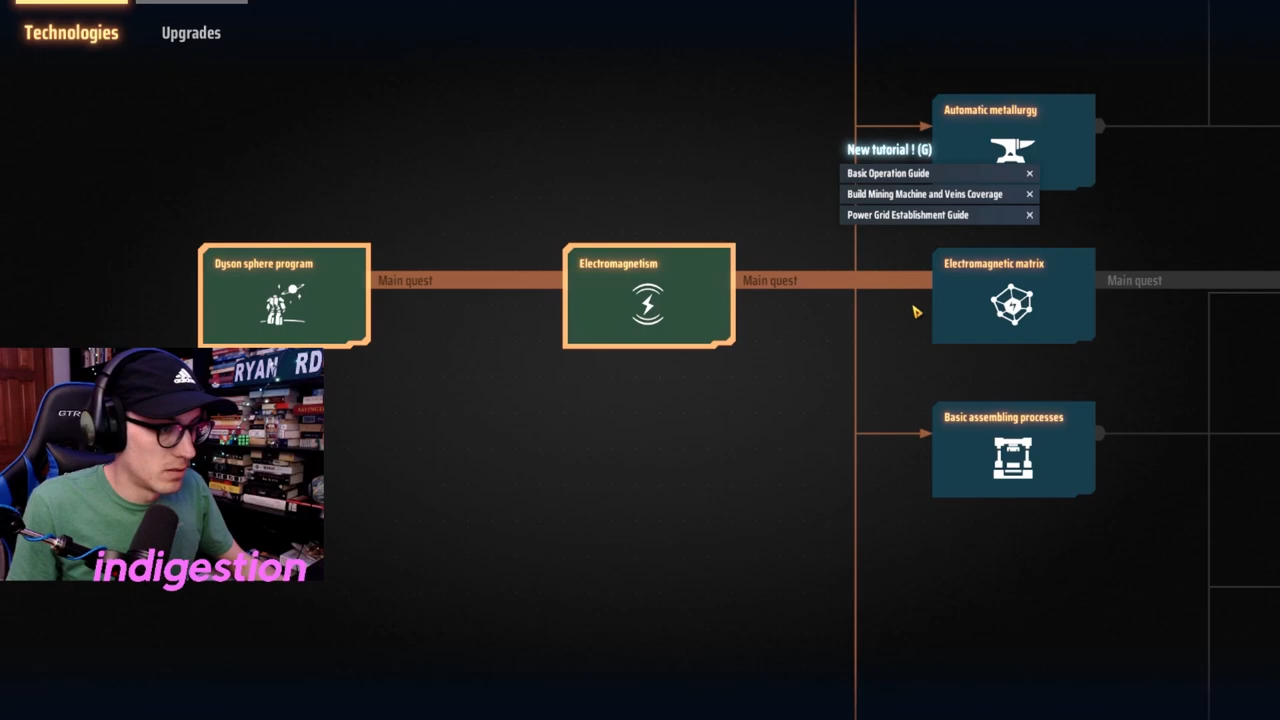 Technologies
Upgrades
Automatic metallurgy
New tutorial ! (G)
Basic Operation Guide
Build Mining Machine and Veins Coverage
Power Grid Establishment Guide
Dyson sphere program
Main quest
Electromagnetism
Main quest
Electromagnetic matrix
Main quest
Basic assembling processes
RYAN RD
GTR
indigestion